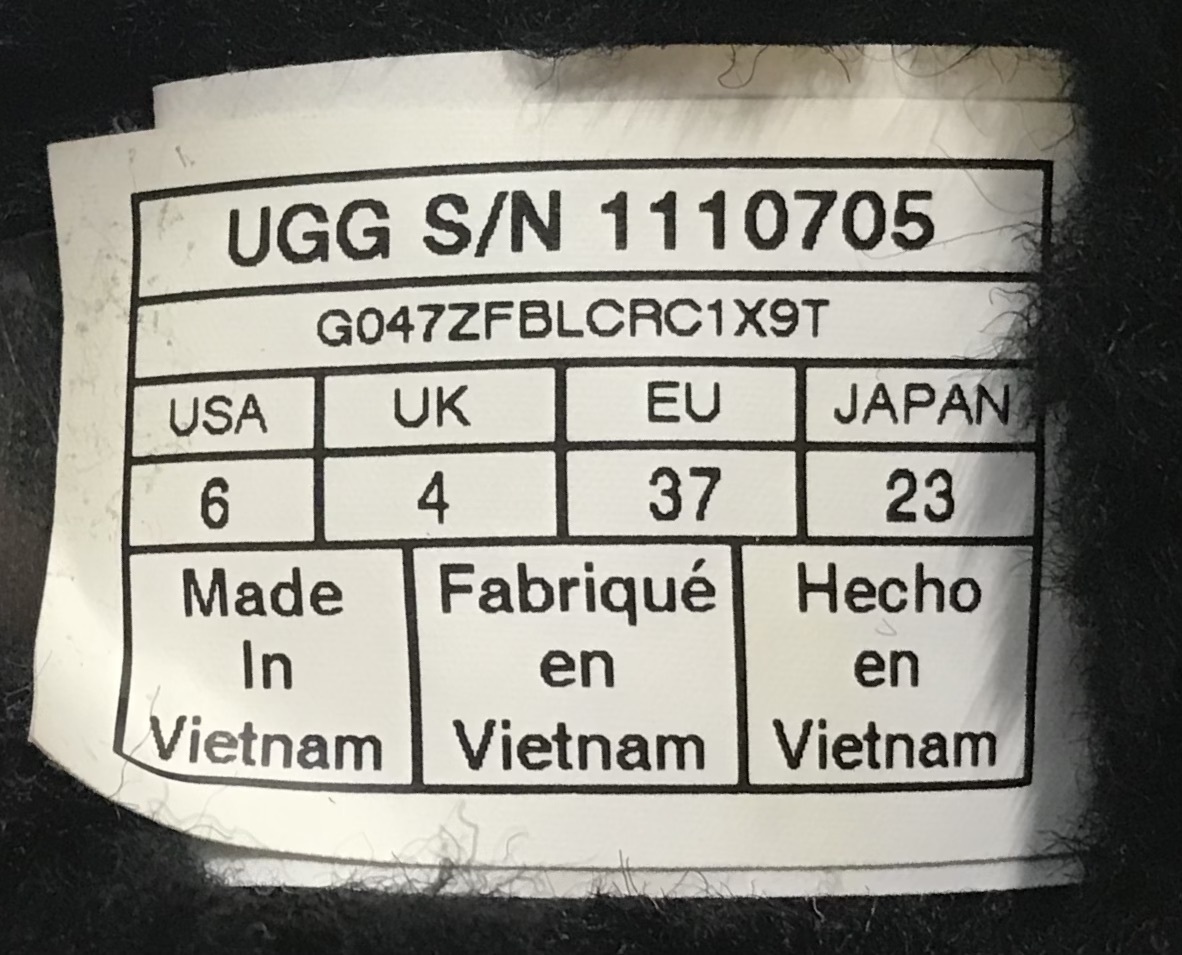 UGG S/N 1110705
G047ZFBLCRC1X9T
USA UK EU JAPAN
6 4 37 23
Made Fabriqué Hecho
In en en
Vietnam Vietnam Vietnam